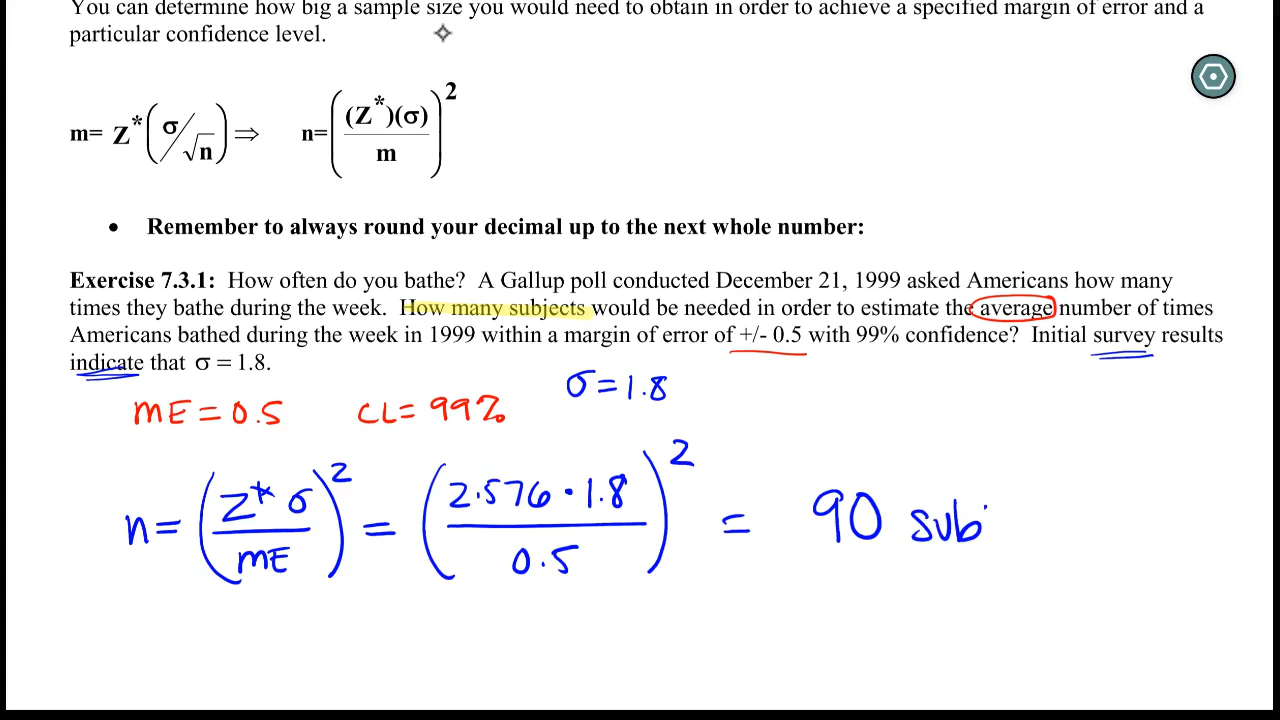 You can determine how big a sample size you would need to obtain in order to achieve a specified margin of error and a
particular confidence level.
m= Z*(σ/√n) ⇒ n=((Z*)(σ)/m)²
• Remember to always round your decimal up to the next whole number:
Exercise 7.3.1: How often do you bathe? A Gallup poll conducted December 21, 1999 asked Americans how many
times they bathe during the week. How many subjects would be needed in order to estimate the average number of times
Americans bathed during the week in 1999 within a margin of error of +/- 0.5 with 99% confidence? Initial survey results
indicate that σ = 1.8.
ME = 0.5 CL = 99% σ = 1.8
n = (Z* σ/ME)² = (2.576 · 1.8/0.5)² = 90 subj